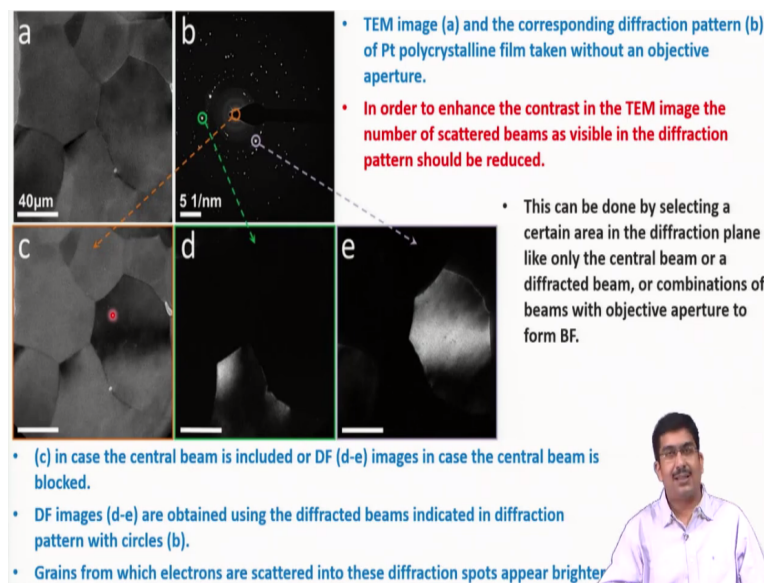 a
b
40µm
5 1/nm
c
d
e
• TEM image (a) and the corresponding diffraction pattern (b)
of Pt polycrystalline film taken without an objective
aperture.
• In order to enhance the contrast in the TEM image the
number of scattered beams as visible in the diffraction
pattern should be reduced.
• This can be done by selecting a
certain area in the diffraction plane
like only the central beam or a
diffracted beam, or combinations of
beams with objective aperture to
form BF.
• (c) in case the central beam is included or DF (d-e) images in case the central beam is
blocked.
• DF images (d-e) are obtained using the diffracted beams indicated in diffraction
pattern with circles (b).
• Grains from which electrons are scattered into these diffraction spots appear brighter